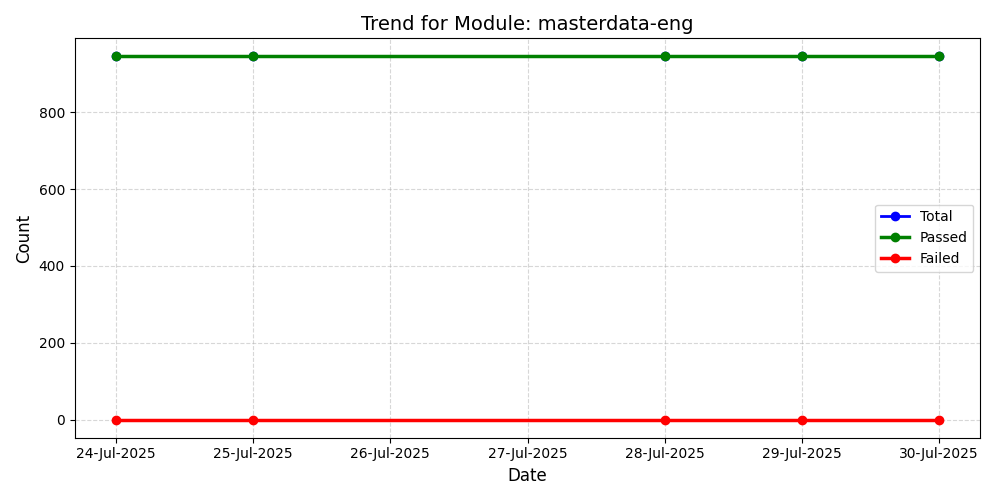 Trend for Module: masterdata-eng
Count
800
600
400
200
0
Total
Passed
Failed
24-Jul-2025 25-Jul-2025 26-Jul-2025 27-Jul-2025 28-Jul-2025 29-Jul-2025 30-Jul-2025
Date